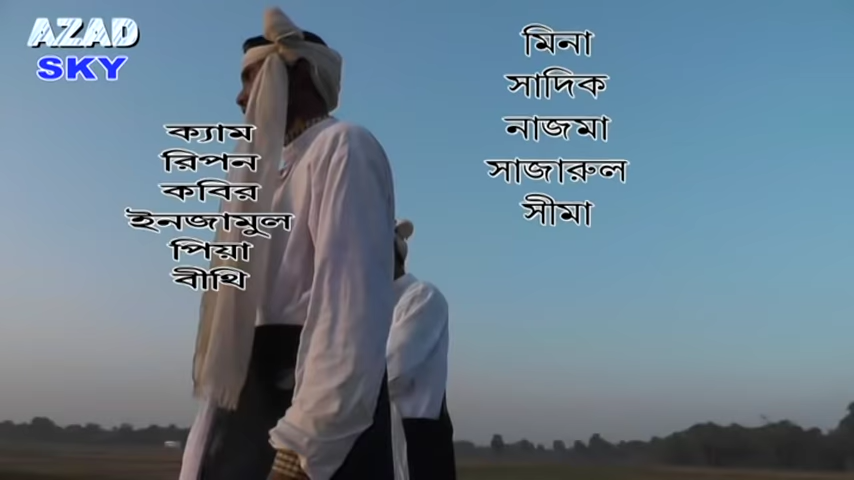 AZAD
SKY
ক্যাম
রিপন
কবির
ইনজামুল
পিয়া
বীথি
মিনা
সাদিক
নাজমা
সাজারুল
সীমা